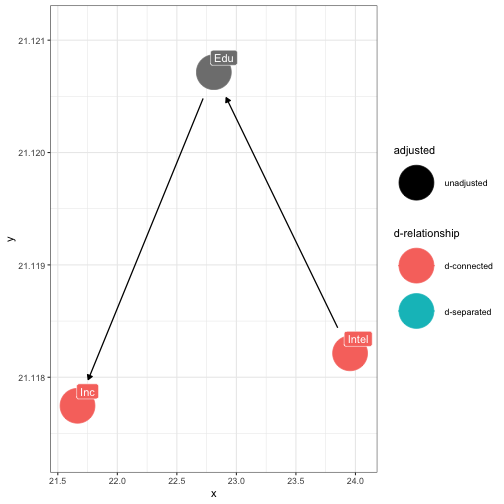 21.121
Edu
21.120
adjusted
unadjusted
y
d-relationship
21.119
d-connected
d-separated
Intel
21.118
Inc
21.5 22.0 22.5 23.0 23.5 24.0
x